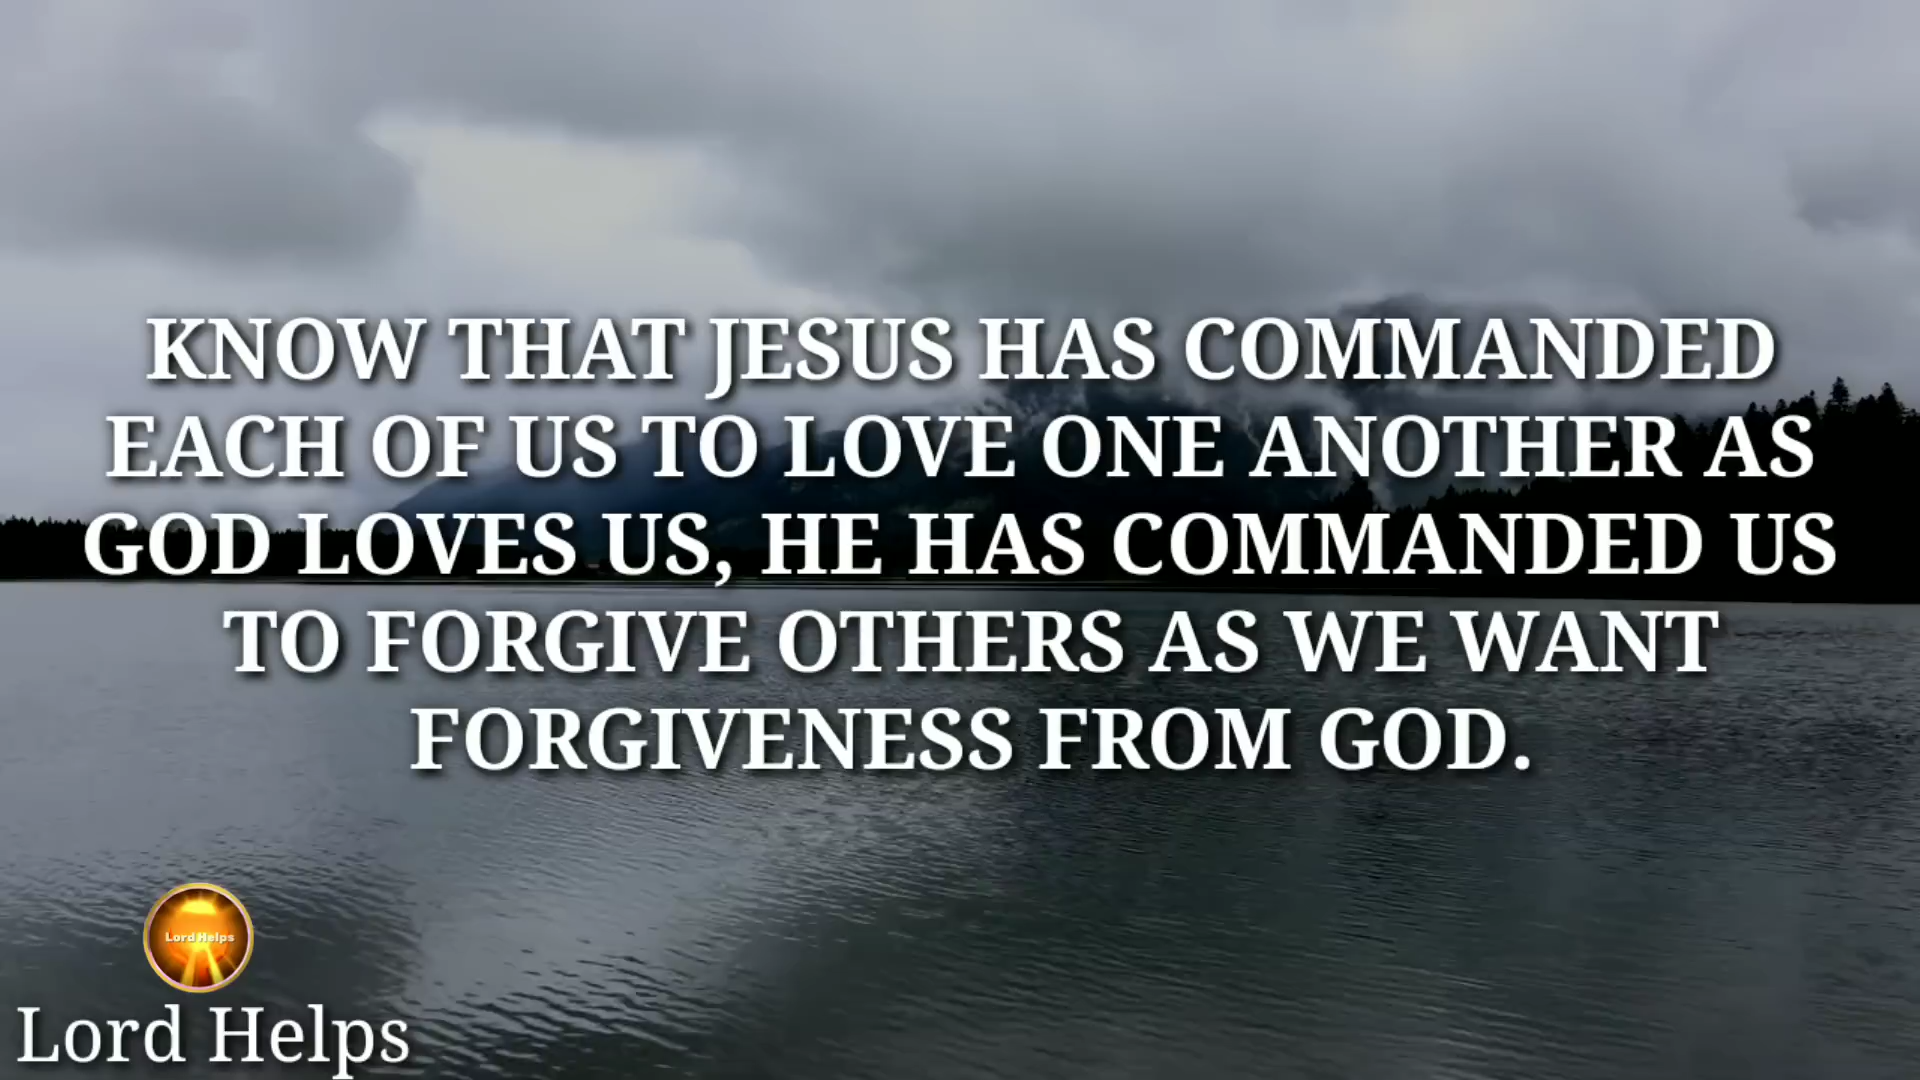 KNOW THAT JESUS HAS COMMANDED
EACH OF US TO LOVE ONE ANOTHER AS
GOD LOVES US, HE HAS COMMANDED US
TO FORGIVE OTHERS AS WE WANT
FORGIVENESS FROM GOD.
Lord Helps
Lord Helps